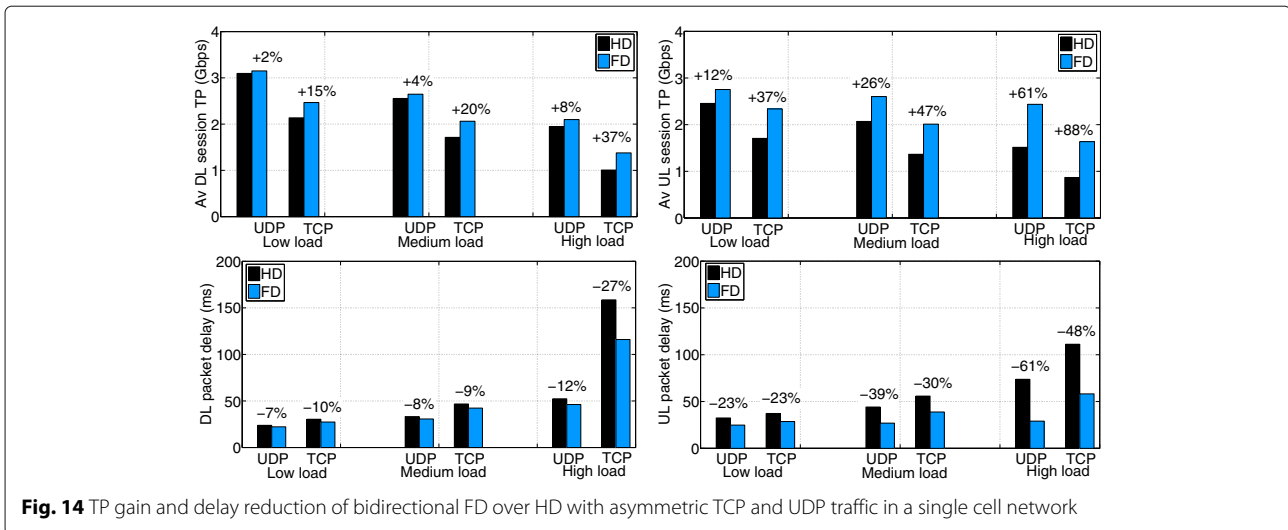 Av DL session TP (Gbps)
4
3
2
1
0
HD
FD
+2%
+15%
+4%
+20%
+8%
+37%
UDP TCP UDP TCP UDP TCP
Low load Medium load High load
Av UL session TP (Gbps)
4
3
2
1
0
HD
FD
+12%
+37%
+26%
+47%
+61%
+88%
UDP TCP UDP TCP UDP TCP
Low load Medium load High load
DL packet delay (ms)
200
150
100
50
0
HD
FD
−7%
−10%
−8%
−9%
−12%
−27%
UDP TCP UDP TCP UDP TCP
Low load Medium load High load
UL packet delay (ms)
200
150
100
50
0
HD
FD
−23%
−23%
−39%
−30%
−61%
−48%
UDP TCP UDP TCP UDP TCP
Low load Medium load High load
Fig. 14 TP gain and delay reduction of bidirectional FD over HD with asymmetric TCP and UDP traffic in a single cell network